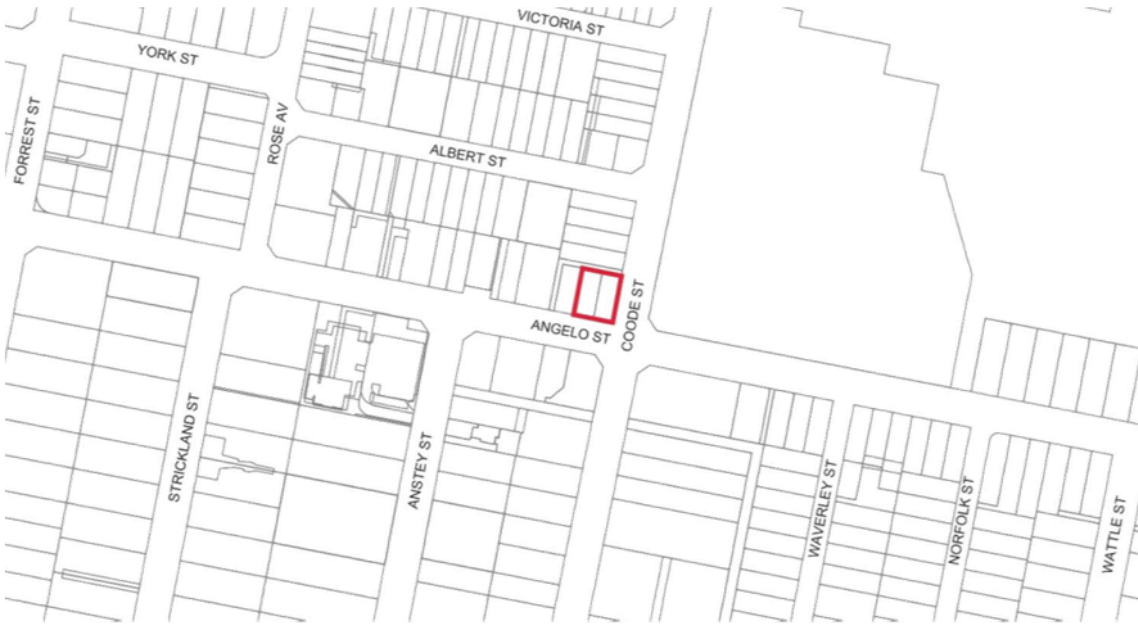 VICTORIA ST
YORK ST
FORREST ST
ROSE AV
ALBERT ST
COODE ST
ANGELO ST
STRICKLAND ST
ANSTEY ST
WAVERLEY ST
NORFOLK ST
WATTLE ST